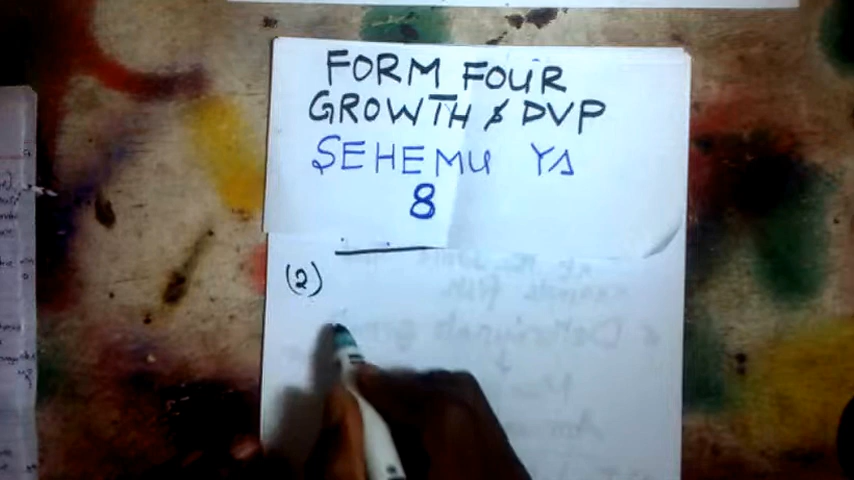 FORM FOUR
GROWTH & DVP
SEHEMU YA
8
(2)